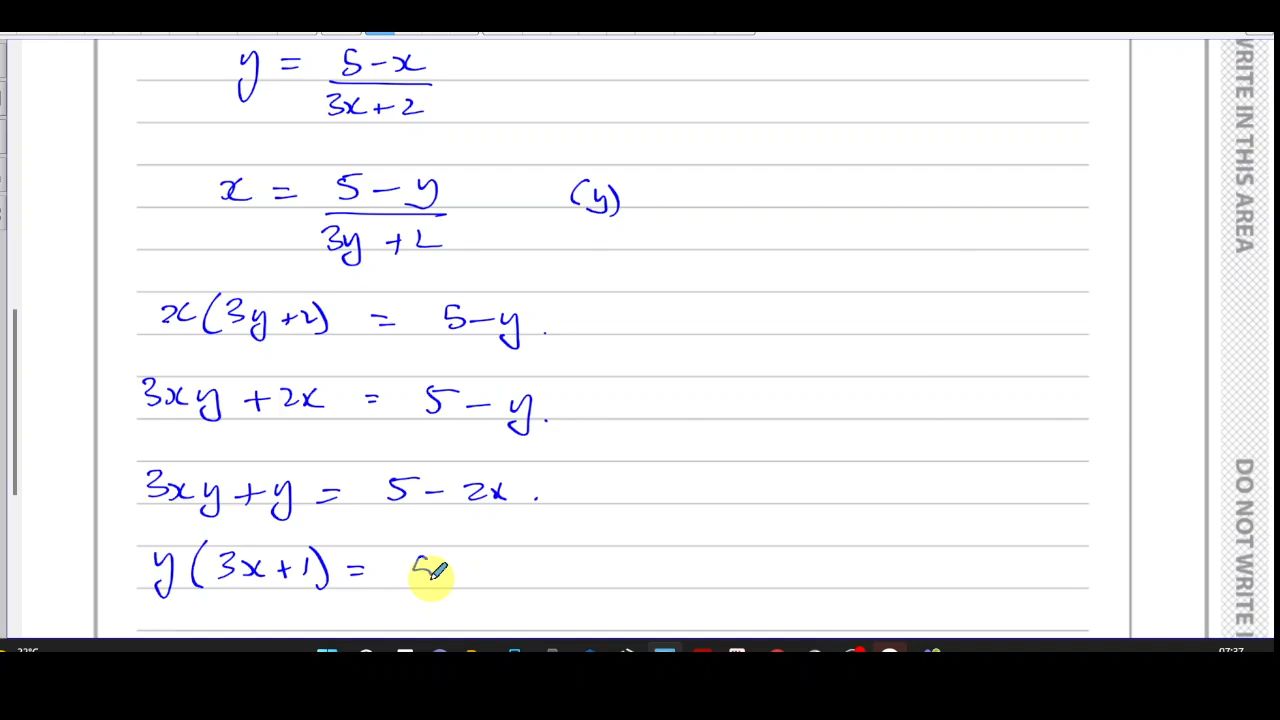 y = 5-x / 3x+2
x = 5-y / 3y+2 (y)
x(3y+2) = 5-y.
3xy+2x = 5-y.
3xy+y = 5-2x.
y(3x+1) = 5
WRITE IN THIS AREA
DO NOT WRITE